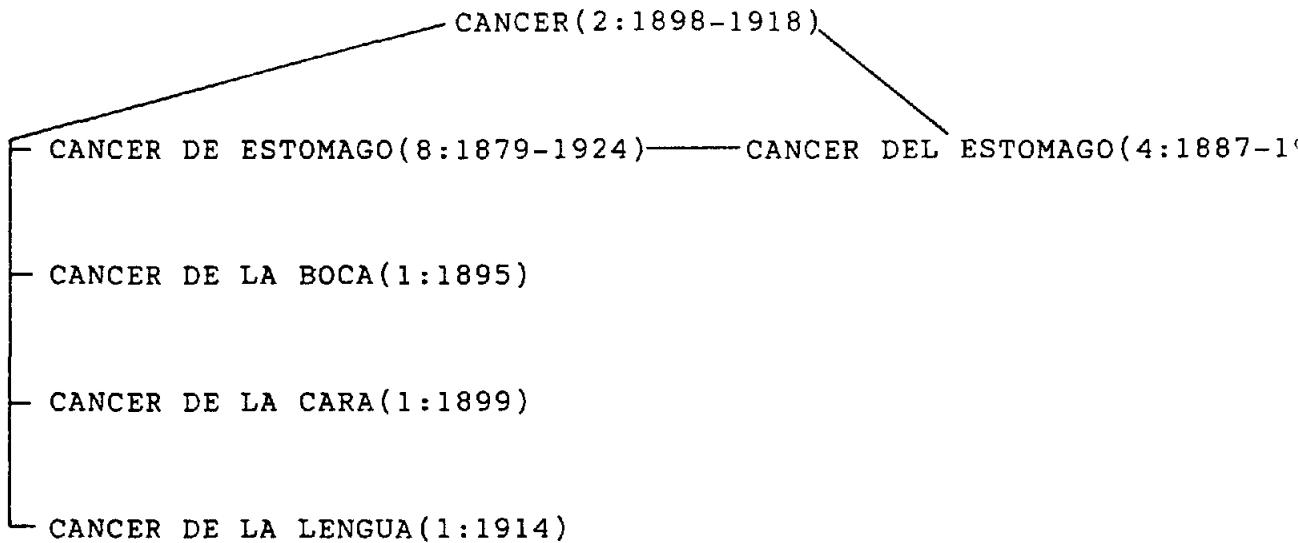 CANCER(2:1898-1918)
CANCER DE ESTOMAGO(8:1879-1924) CANCER DEL ESTOMAGO(4:1887-1
CANCER DE LA BOCA(1:1895)
CANCER DE LA CARA(1:1899)
CANCER DE LA LENGUA(1:1914)